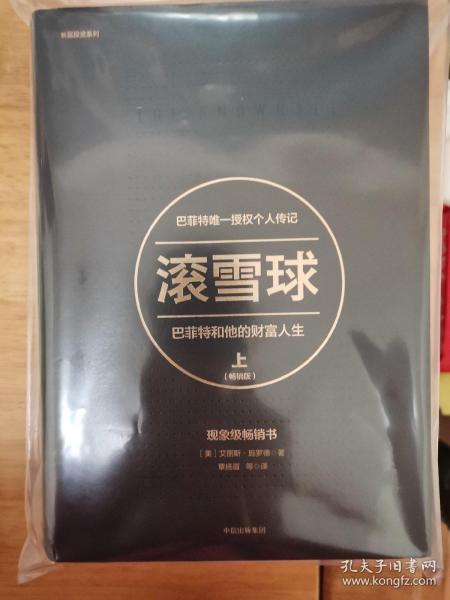 长赢投资系列
THE SNOWBALL
巴菲特唯一授权个人传记
滚雪球
巴菲特和他的财富人生
上
(畅销版)
现象级畅销书
[美]艾丽斯·施罗德 著
覃扬眉 等 译
中信出版集团
孔夫子旧书网
www.kongfz.com